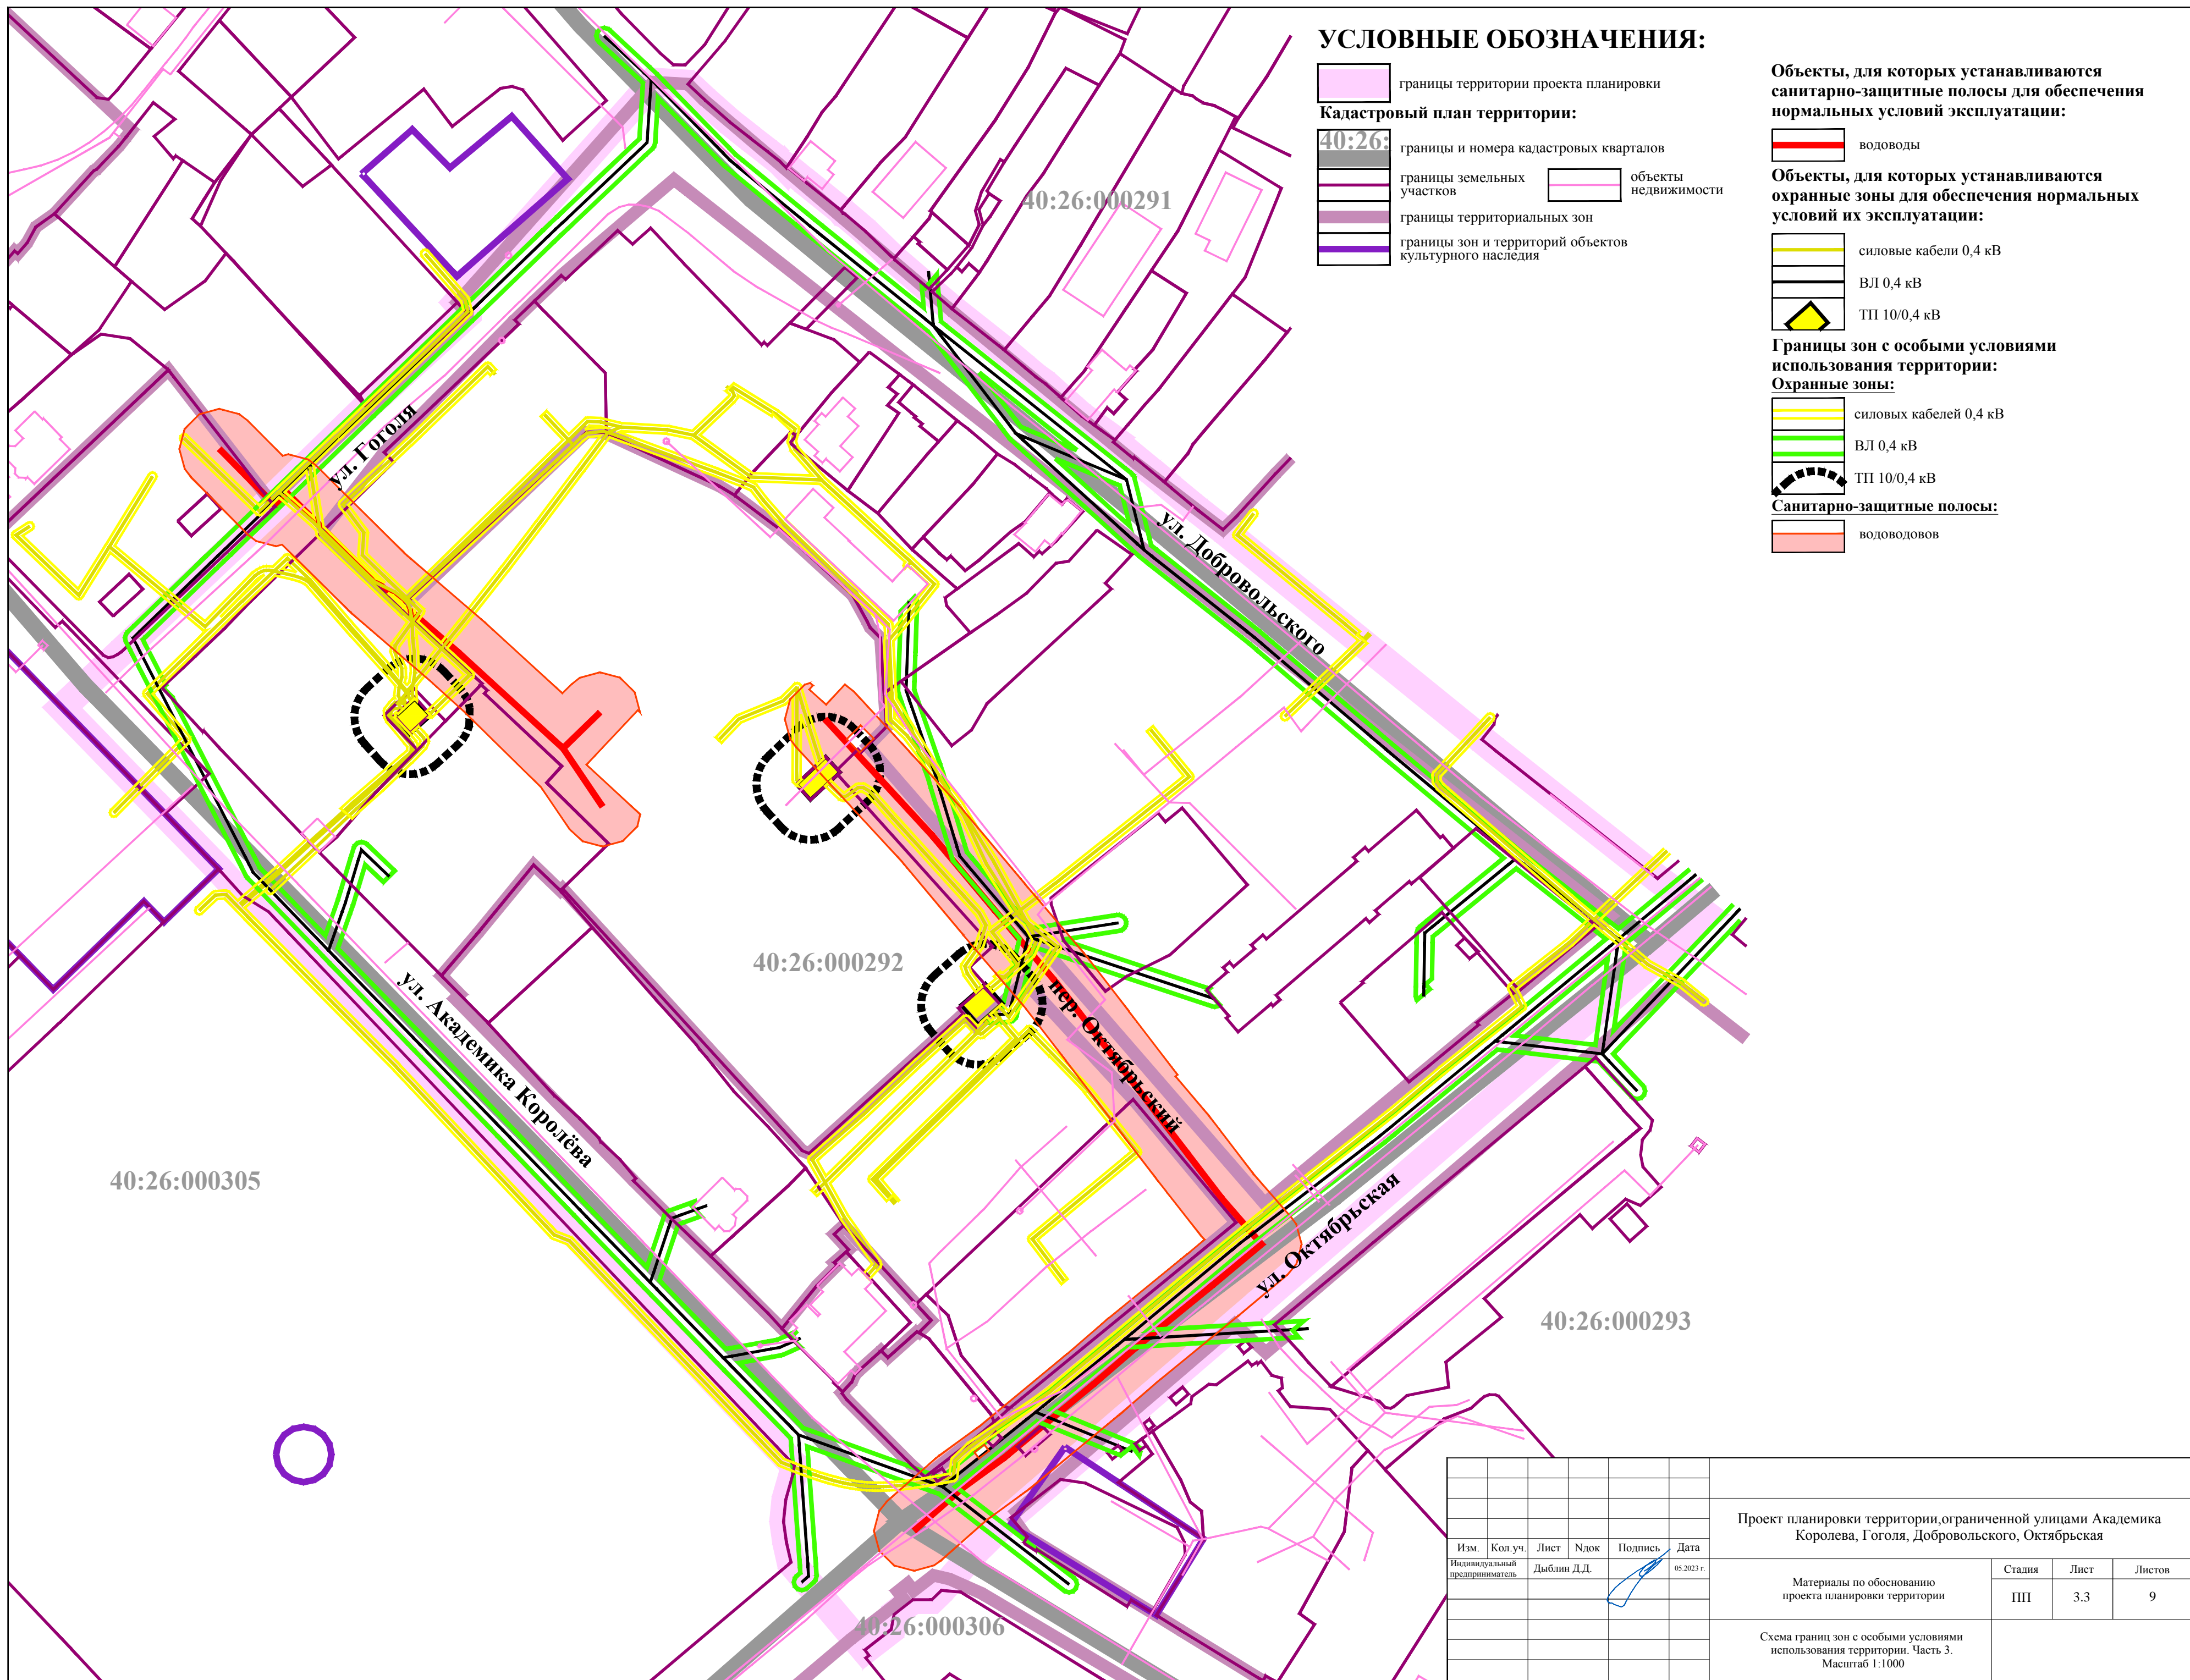 УСЛОВНЫЕ ОБОЗНАЧЕНИЯ:
границы территории проекта планировки
Кадастровый план территории:
40:26:
границы и номера кадастровых кварталов
границы земельных
участков
объекты
недвижимости
границы территориальных зон
границы зон и территорий объектов
культурного наследия
Объекты, для которых устанавливаются
санитарно-защитные полосы для обеспечения
нормальных условий эксплуатации:
водоводы
Объекты, для которых устанавливаются
охранные зоны для обеспечения нормальных
условий их эксплуатации:
силовые кабели 0,4 кВ
ВЛ 0,4 кВ
ТП 10/0,4 кВ
Границы зон с особыми условиями
использования территории:
Охранные зоны:
силовых кабелей 0,4 кВ
ВЛ 0,4 кВ
ТП 10/0,4 кВ
Санитарно-защитные полосы:
водоводовов
40:26:000291
ул. Гоголя
ул. Добровольского
40:26:000292
ул. Академика Королёва
пер. Октябрьский
40:26:000305
ул. Октябрьская
40:26:000293
40:26:000306
Изм. Кол.уч. Лист Nдок Подпись Дата
Индивидуальный
предприниматель
Дыблин Д.Д.
05.2023 г.
Проект планировки территории,ограниченной улицами Академика
Королева, Гоголя, Добровольского, Октябрьская
Материалы по обоснованию
проекта планировки территории
Стадия Лист Листов
ПП 3.3 9
Схема границ зон с особыми условиями
использования территории. Часть 3.
Масштаб 1:1000